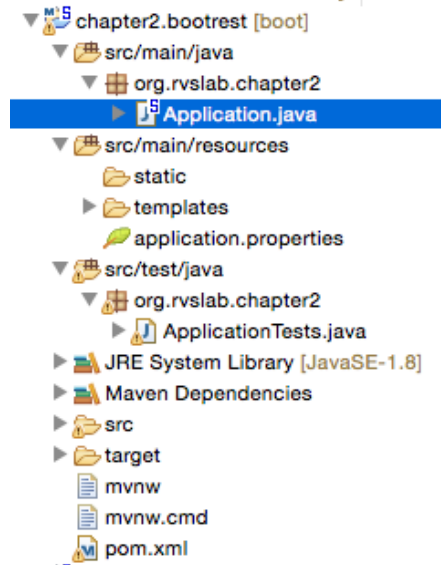 chapter2.bootrest [boot]
src/main/java
org.rvslab.chapter2
Application.java
src/main/resources
static
templates
application.properties
src/test/java
org.rvslab.chapter2
ApplicationTests.java
JRE System Library [JavaSE-1.8]
Maven Dependencies
src
target
mvnw
mvnw.cmd
pom.xml